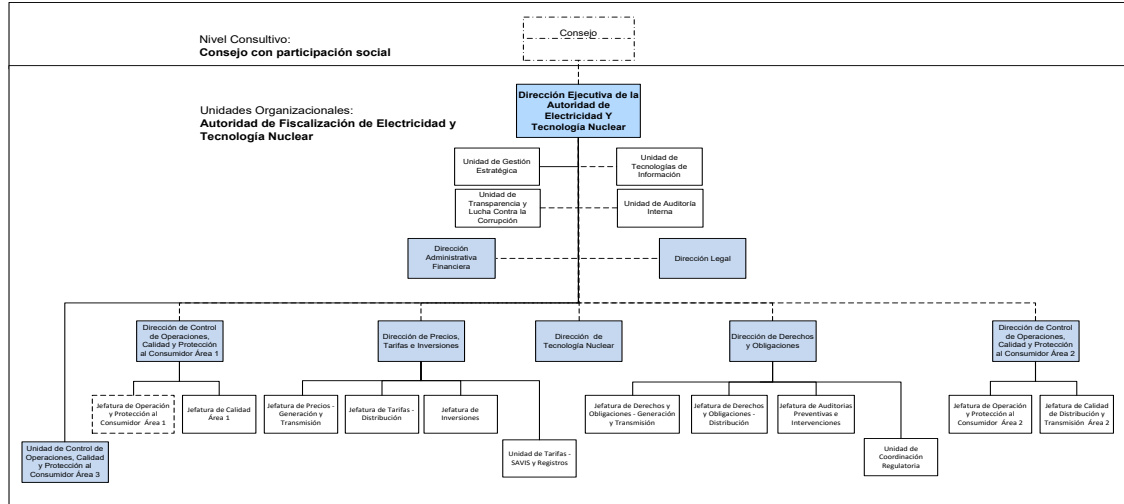 Nivel Consultivo:
Consejo con participación social
Consejo
Unidades Organizacionales:
Autoridad de Fiscalización de Electricidad y
Tecnología Nuclear
Dirección Ejecutiva de la
Autoridad de
Electricidad Y
Tecnología Nuclear
Unidad de Gestión
Estratégica
Unidad de
Tecnologías de
Información
Unidad de
Transparencia y
Lucha Contra la
Corrupción
Unidad de Auditoría
Interna
Dirección
Administrativa
Financiera
Dirección Legal
Dirección de Control
de Operaciones,
Calidad y Protección
al Consumidor Área 1
Dirección de Precios,
Tarifas e Inversiones
Dirección de
Tecnología Nuclear
Dirección de Derechos
y Obligaciones
Dirección de Control
de Operaciones,
Calidad y Protección
al Consumidor Área 2
Jefatura de Operación
y Protección al
Consumidor Área 1
Jefatura de Calidad
Área 1
Jefatura de Precios -
Generación y
Transmisión
Jefatura de Tarifas -
Distribución
Jefatura de
Inversiones
Jefatura de Derechos y
Obligaciones - Generación
y Transmisión
Jefatura de Derechos
y Obligaciones -
Distribución
Jefatura de Auditorias
Preventivas e
Intervenciones
Jefatura de Operación
y Protección al
Consumidor Área 2
Jefatura de Calidad
de Distribución y
Transmisión Área 2
Unidad de Control de
Operaciones, Calidad
y Protección al
Consumidor Área 3
Unidad de Tarifas -
SAVIS y Registros
Unidad de
Coordinación
Regulatoria